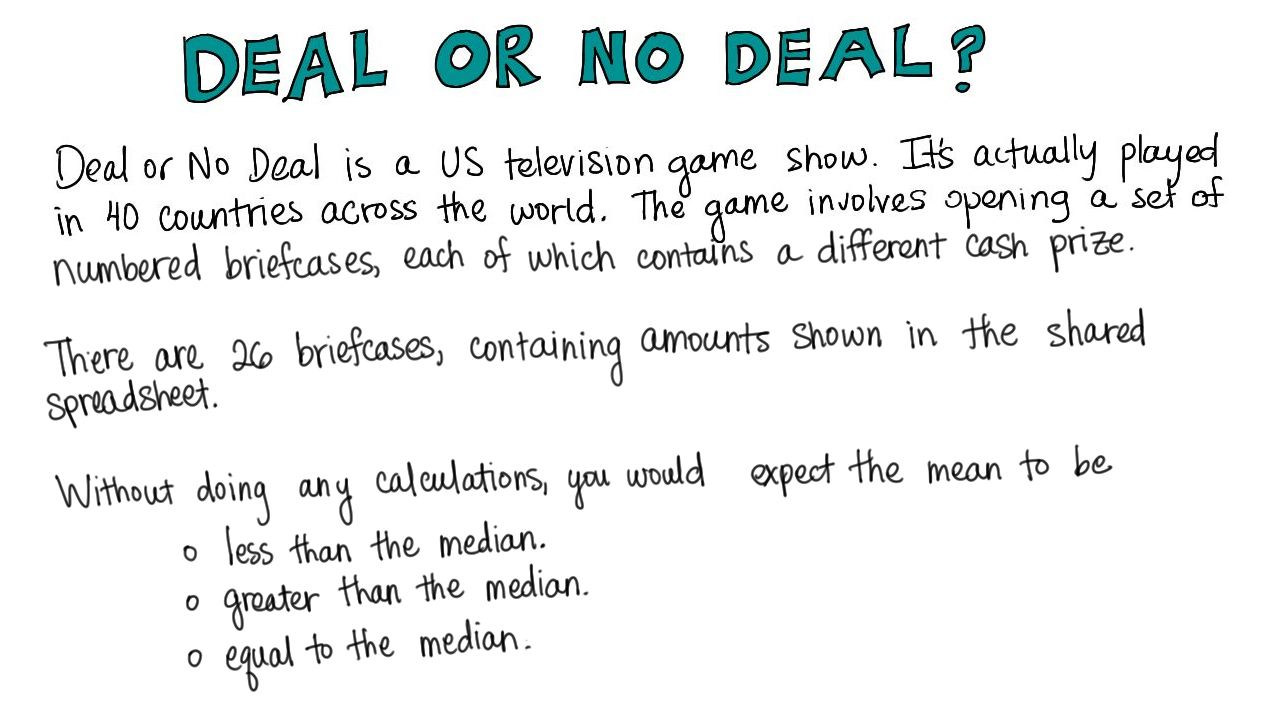 DEAL OR NO DEAL?
Deal or No Deal is a US television game show. It's actually played
in 40 countries across the world. The game involves opening a set of
numbered briefcases, each of which contains a different cash prize.
There are 26 briefcases, containing amounts shown in the shared
spreadsheet.
Without doing any calculations, you would expect the mean to be
o less than the median.
o greater than the median.
o equal to the median.